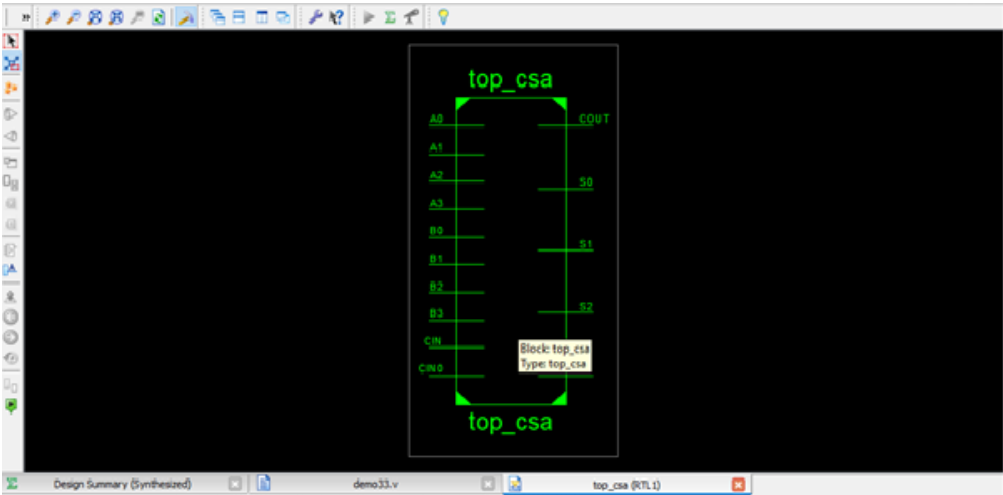 top_csa
A0
A1
A2
A3
B0
B1
B2
B3
CIN
CIN0
COUT
S0
S1
S2
Block: top_csa
Type: top_csa
top_csa
Design Summary (Synthesized)
demo33.v
top_csa (RTL1)